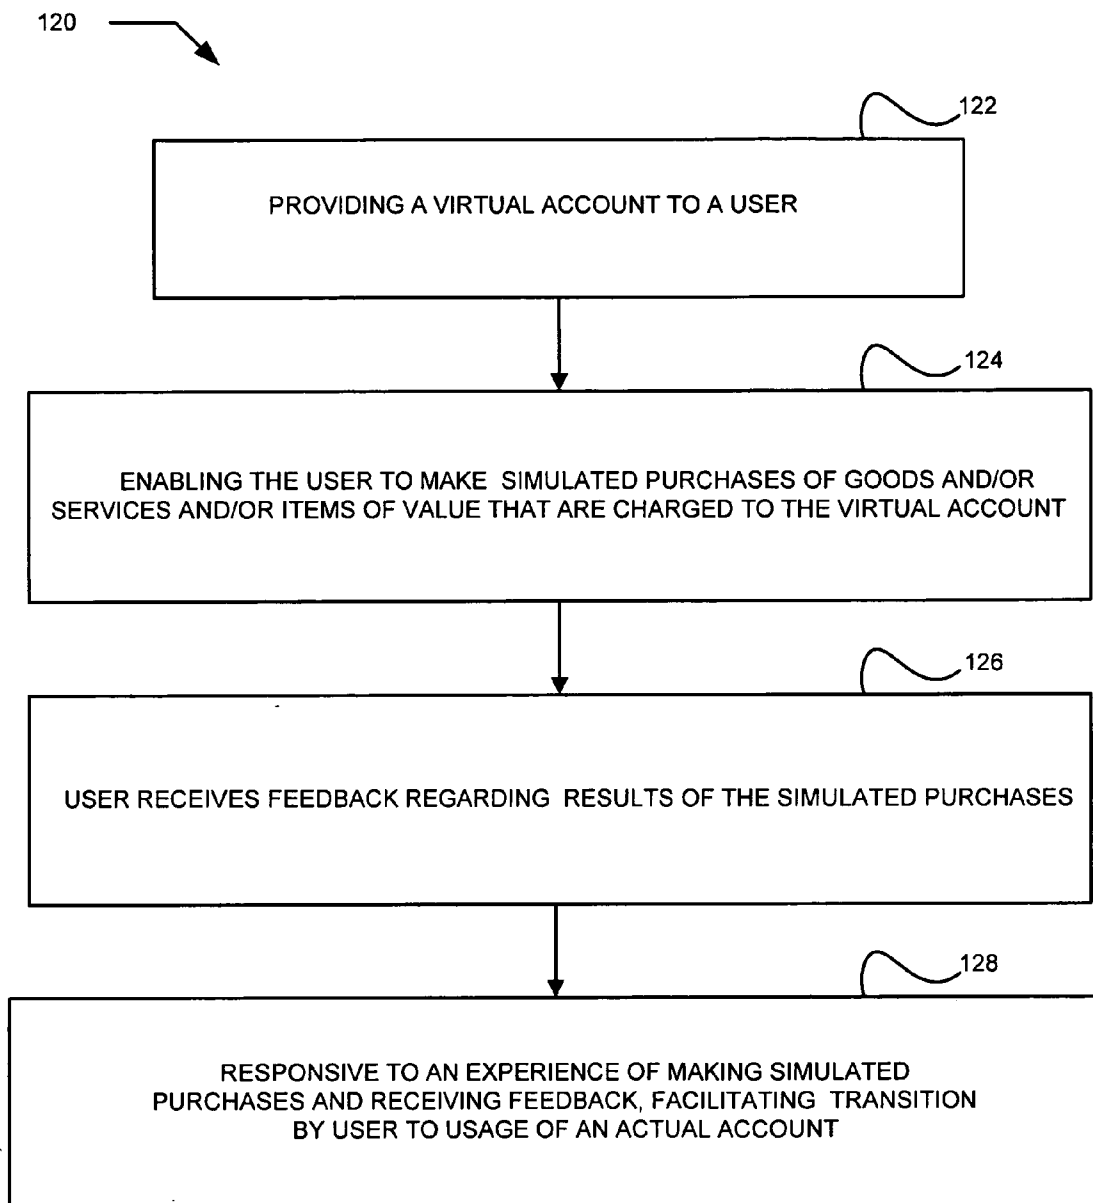 120
122
PROVIDING A VIRTUAL ACCOUNT TO A USER
124
ENABLING THE USER TO MAKE SIMULATED PURCHASES OF GOODS AND/OR
SERVICES AND/OR ITEMS OF VALUE THAT ARE CHARGED TO THE VIRTUAL ACCOUNT
126
USER RECEIVES FEEDBACK REGARDING RESULTS OF THE SIMULATED PURCHASES
128
RESPONSIVE TO AN EXPERIENCE OF MAKING SIMULATED
PURCHASES AND RECEIVING FEEDBACK, FACILITATING TRANSITION
BY USER TO USAGE OF AN ACTUAL ACCOUNT